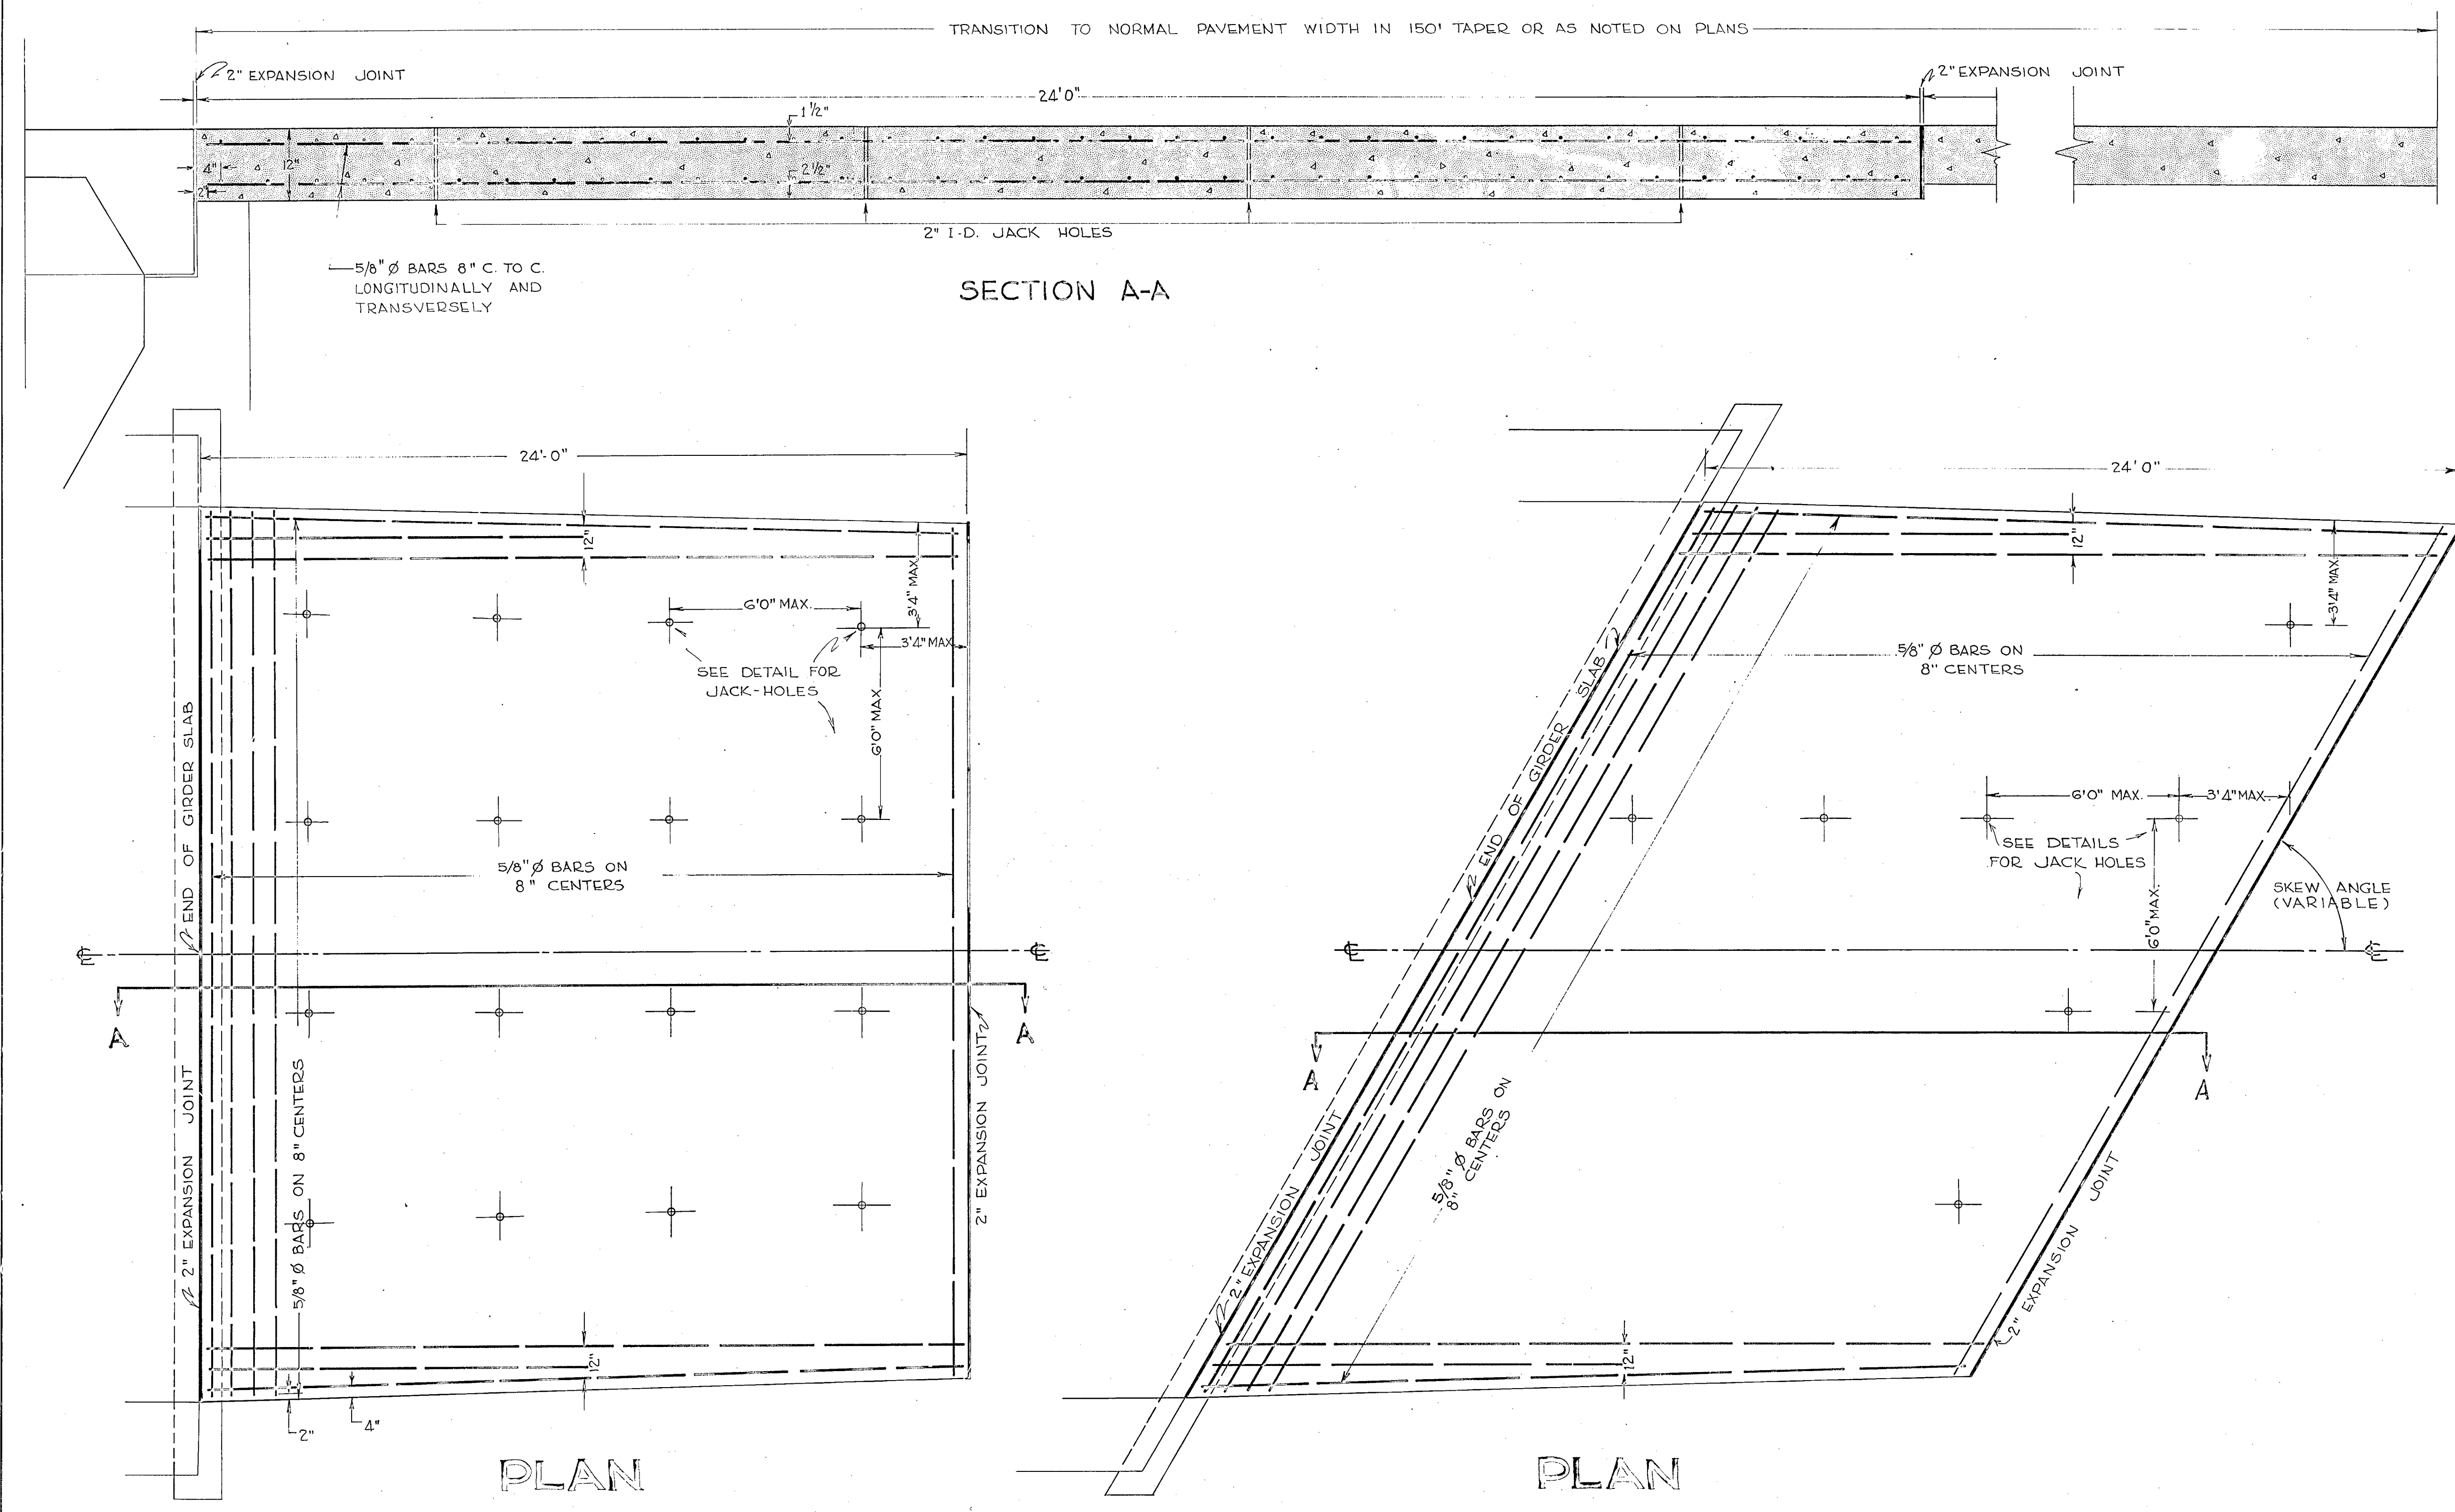 TRANSITION TO NORMAL PAVEMENT WIDTH IN 150' TAPER OR AS NOTED ON PLANS
2" EXPANSION JOINT
2" EXPANSION JOINT
24'0"
1 1/2"
4"
12"
2"
2 1/2"
2" I.D. JACK HOLES
5/8" Ø BARS 8" C. TO C.
LONGITUDINALLY AND
TRANSVERSELY
SECTION A-A
24'-0"
12"
6'0" MAX.
3'4" MAX
3'4" MAX.
SEE DETAIL FOR
JACK-HOLES
6'0" MAX
END OF GIRDER SLAB
5/8" Ø BARS ON
8" CENTERS
℄
℄
A
A
2" EXPANSION JOINT
5/8" Ø BARS ON 8" CENTERS
2" EXPANSION JOINT
12"
2"
4"
PLAN
24'0"
12"
3'4" MAX
5/8" Ø BARS ON
8" CENTERS
END OF GIRDER SLAB
6'0" MAX.
3'4" MAX.
SEE DETAILS
FOR JACK HOLES
6'0" MAX.
SKEW ANGLE
(VARIABLE)
℄
℄
A
A
5/8" Ø BARS ON
8" CENTERS
2" EXPANSION JOINT
2" EXPANSION JOINT
12"
PLAN